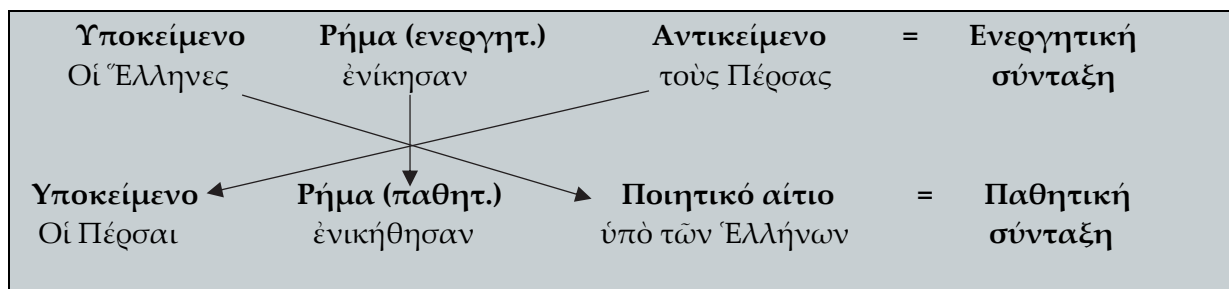 Υποκείμενο Ρήμα (ενεργητ.) Αντικείμενο = Ενεργητική
Οἱ Ἕλληνες ἐνίκησαν τοὺς Πέρσας σύνταξη
Υποκείμενο Ρήμα (παθητ.) Ποιητικό αίτιο = Παθητική
Οἱ Πέρσαι ἐνικήθησαν ὑπὸ τῶν Ἑλλήνων σύνταξη